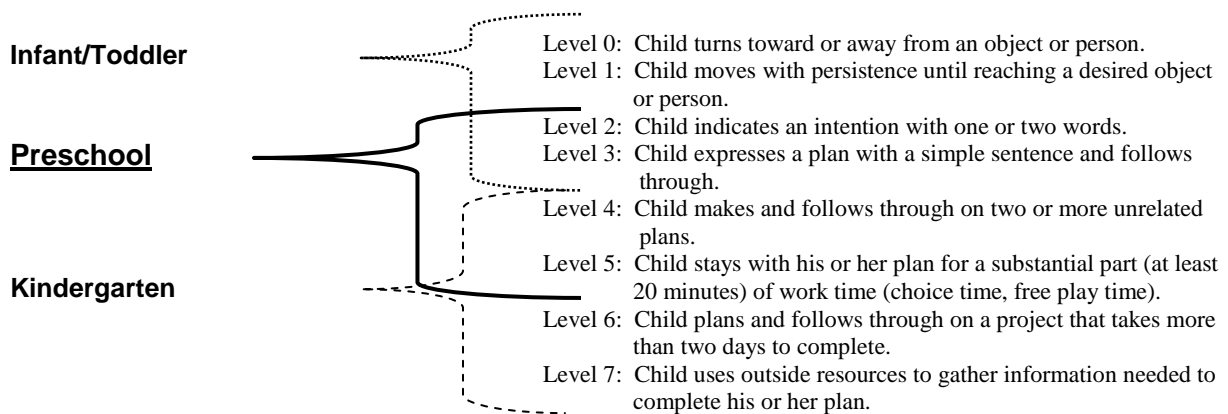 Infant/Toddler
Level 0: Child turns toward or away from an object or person.
Level 1: Child moves with persistence until reaching a desired object
or person.
Level 2: Child indicates an intention with one or two words.
Preschool
Level 3: Child expresses a plan with a simple sentence and follows
through.
Level 4: Child makes and follows through on two or more unrelated
plans.
Level 5: Child stays with his or her plan for a substantial part (at least
Kindergarten
20 minutes) of work time (choice time, free play time).
Level 6: Child plans and follows through on a project that takes more
than two days to complete.
Level 7: Child uses outside resources to gather information needed to
complete his or her plan.